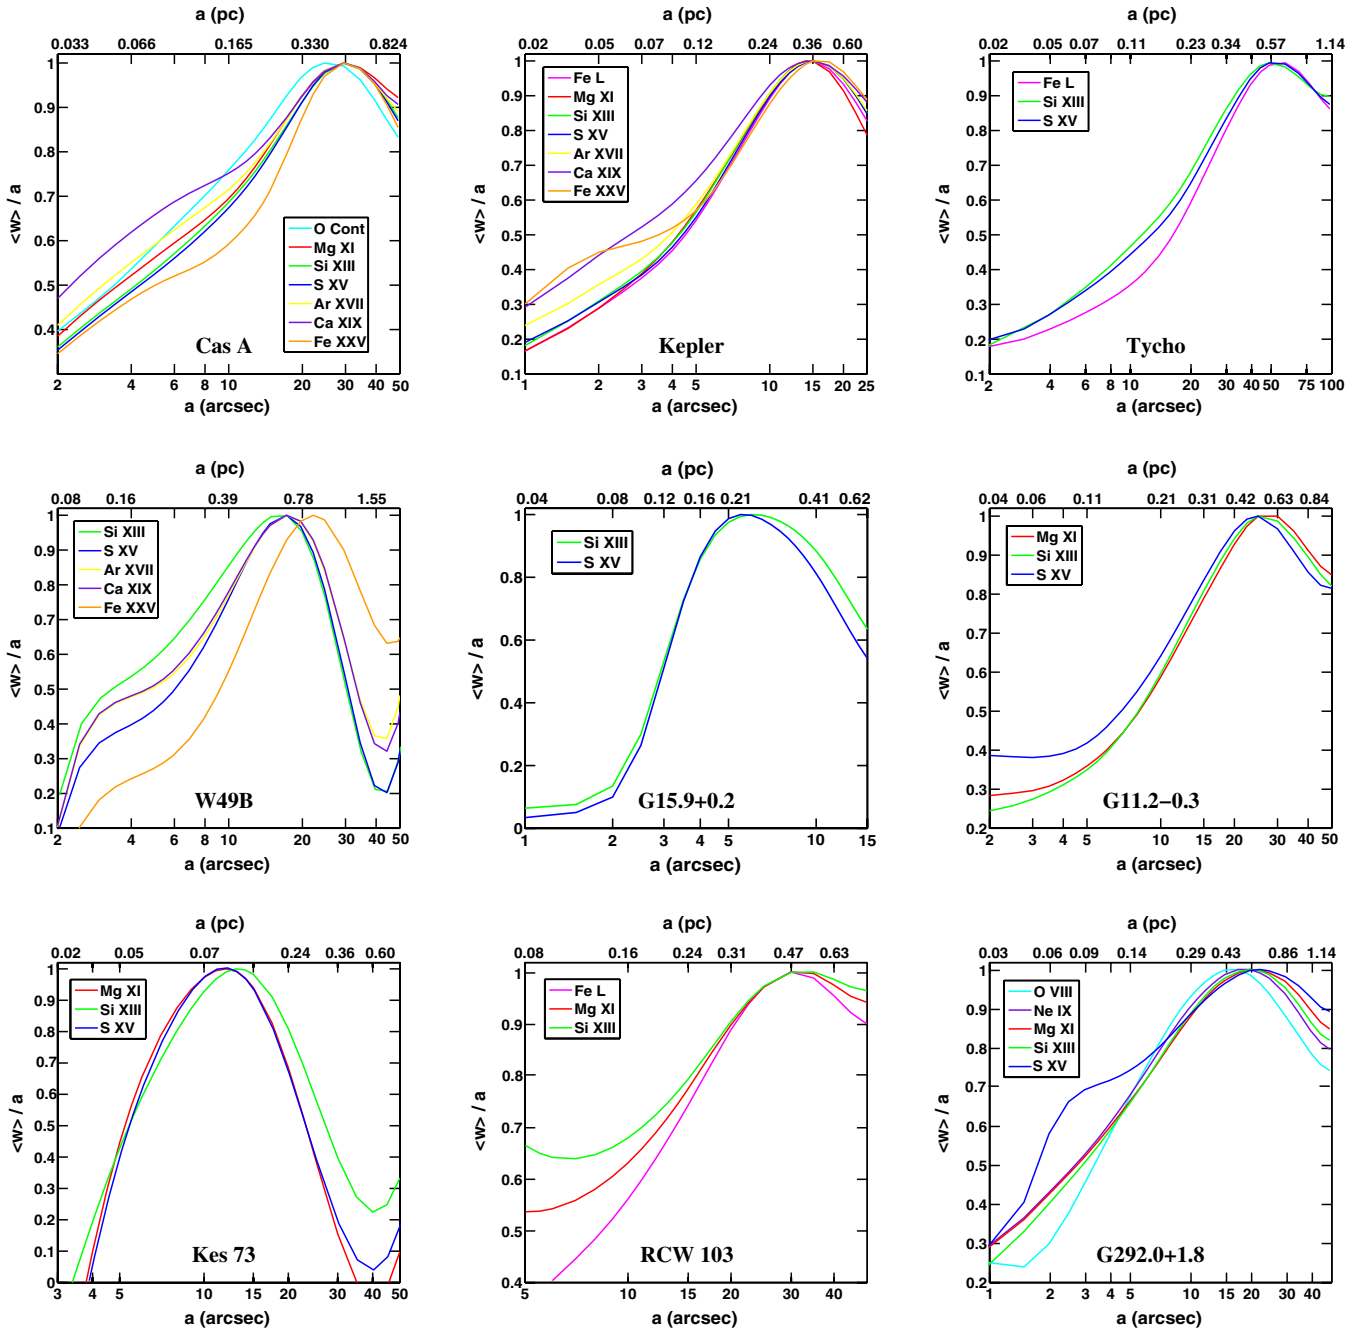 a (pc)
0.033 0.066 0.165 0.330 0.824
1
0.9
0.8
0.7
0.6
0.5
0.4
<w> / a
O Cont
Mg XI
Si XIII
S XV
Ar XVII
Ca XIX
Fe XXV
Cas A
2 4 6 8 10 20 30 40 50
a (arcsec)
a (pc)
0.02 0.05 0.07 0.12 0.24 0.36 0.60
1
0.9
0.8
0.7
0.6
0.5
0.4
0.3
0.2
0.1
<w> / a
Fe L
Mg XI
Si XIII
S XV
Ar XVII
Ca XIX
Fe XXV
Kepler
1 2 3 4 5 10 15 20 25
a (arcsec)
a (pc)
0.02 0.05 0.07 0.11 0.23 0.34 0.57 1.14
1
0.9
0.8
0.7
0.6
0.5
0.4
0.3
0.2
0.1
<w> / a
Fe L
Si XIII
S XV
Tycho
2 4 6 8 10 20 30 40 50 75 100
a (arcsec)
a (pc)
0.08 0.16 0.39 0.78 1.55
1
0.9
0.8
0.7
0.6
0.5
0.4
0.3
0.2
0.1
<w> / a
Si XIII
S XV
Ar XVII
Ca XIX
Fe XXV
W49B
2 4 6 8 10 20 30 40 50
a (arcsec)
a (pc)
0.04 0.08 0.12 0.16 0.21 0.41 0.62
1
0.8
0.6
0.4
0.2
0
<w> / a
Si XIII
S XV
G15.9+0.2
1 2 3 4 5 10 15
a (arcsec)
a (pc)
0.04 0.06 0.11 0.21 0.31 0.42 0.63 0.84
1
0.9
0.8
0.7
0.6
0.5
0.4
0.3
0.2
<w> / a
Mg XI
Si XIII
S XV
G11.2−0.3
2 3 4 5 10 15 20 30 40 50
a (arcsec)
a (pc)
0.02 0.05 0.07 0.24 0.36 0.60
1
0.9
0.8
0.7
0.6
0.5
0.4
0.3
0.2
0.1
0
<w> / a
Mg XI
Si XIII
S XV
Kes 73
3 4 5 10 15 20 30 40 50
a (arcsec)
a (pc)
0.08 0.16 0.24 0.31 0.47 0.63
1
0.9
0.8
0.7
0.6
0.5
0.4
<w> / a
Fe L
Mg XI
Si XIII
RCW 103
5 10 20 30 40
a (arcsec)
a (pc)
0.03 0.06 0.09 0.14 0.29 0.43 0.86 1.14
1
0.9
0.8
0.7
0.6
0.5
0.4
0.3
0.2
<w> / a
O VIII
Ne IX
Mg XI
Si XIII
S XV
G292.0+1.8
1 2 3 4 5 10 20 30 40
a (arcsec)